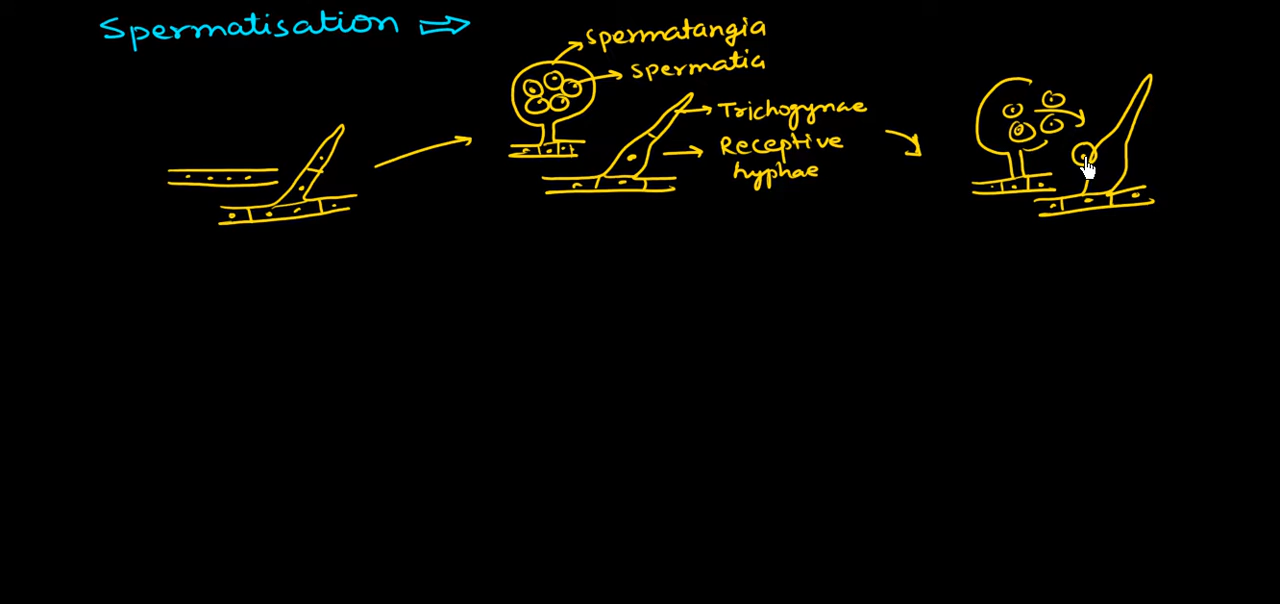 Spermatisation ⇒
spermatangia
spermatia
Trichogynae
Receptive
hyphae